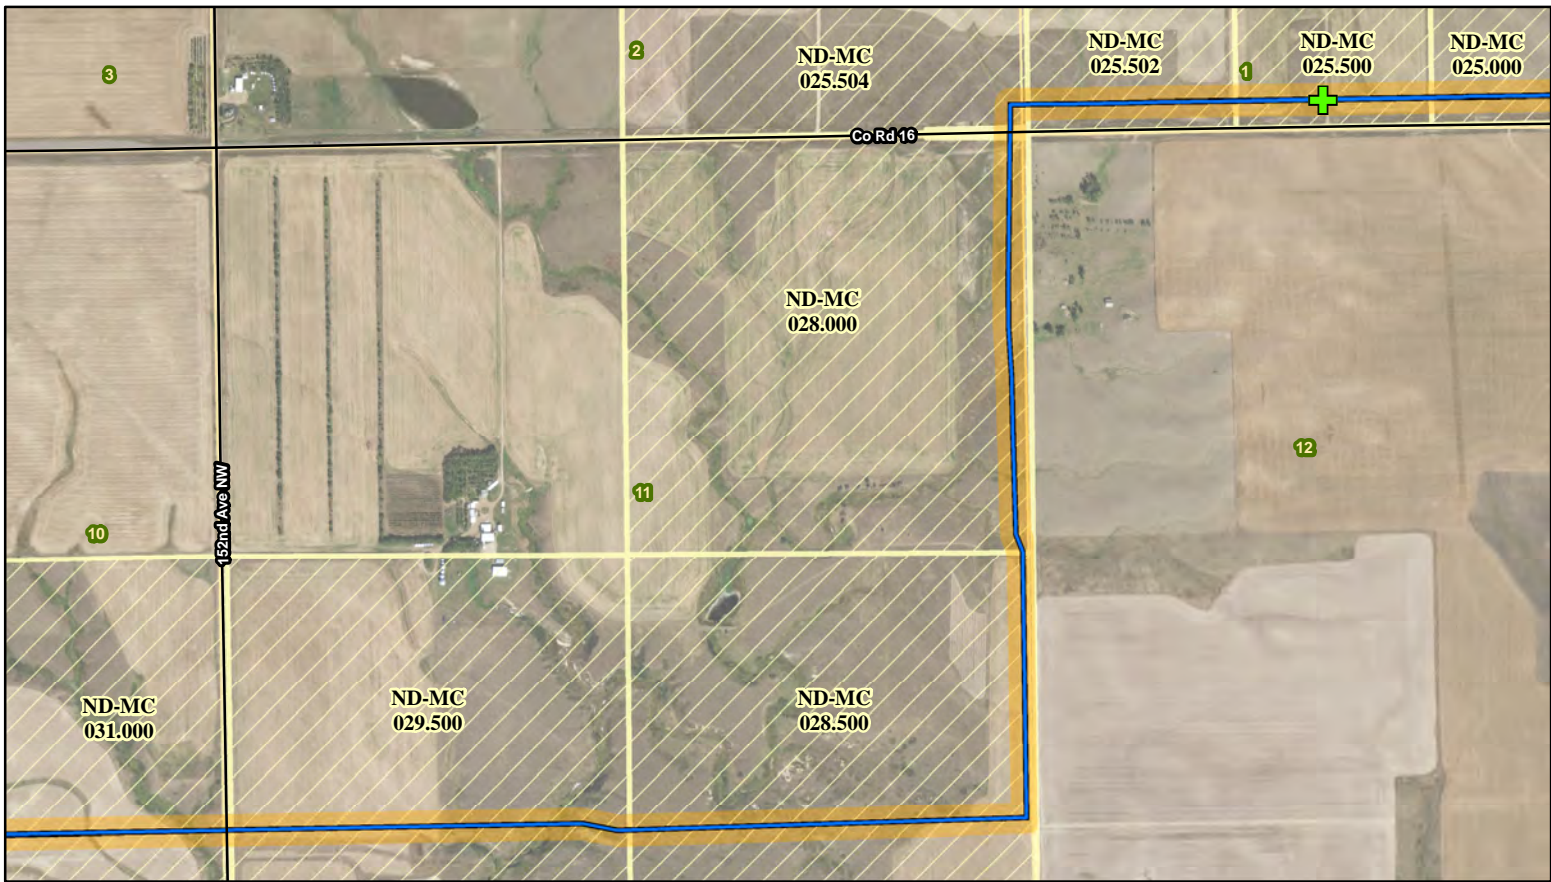 3
2
ND-MC
025.504
ND-MC
025.502
1
ND-MC
025.500
ND-MC
025.000
Co Rd 16
ND-MC
028.000
152nd Ave NW
10
11
12
ND-MC
031.000
ND-MC
029.500
ND-MC
028.500